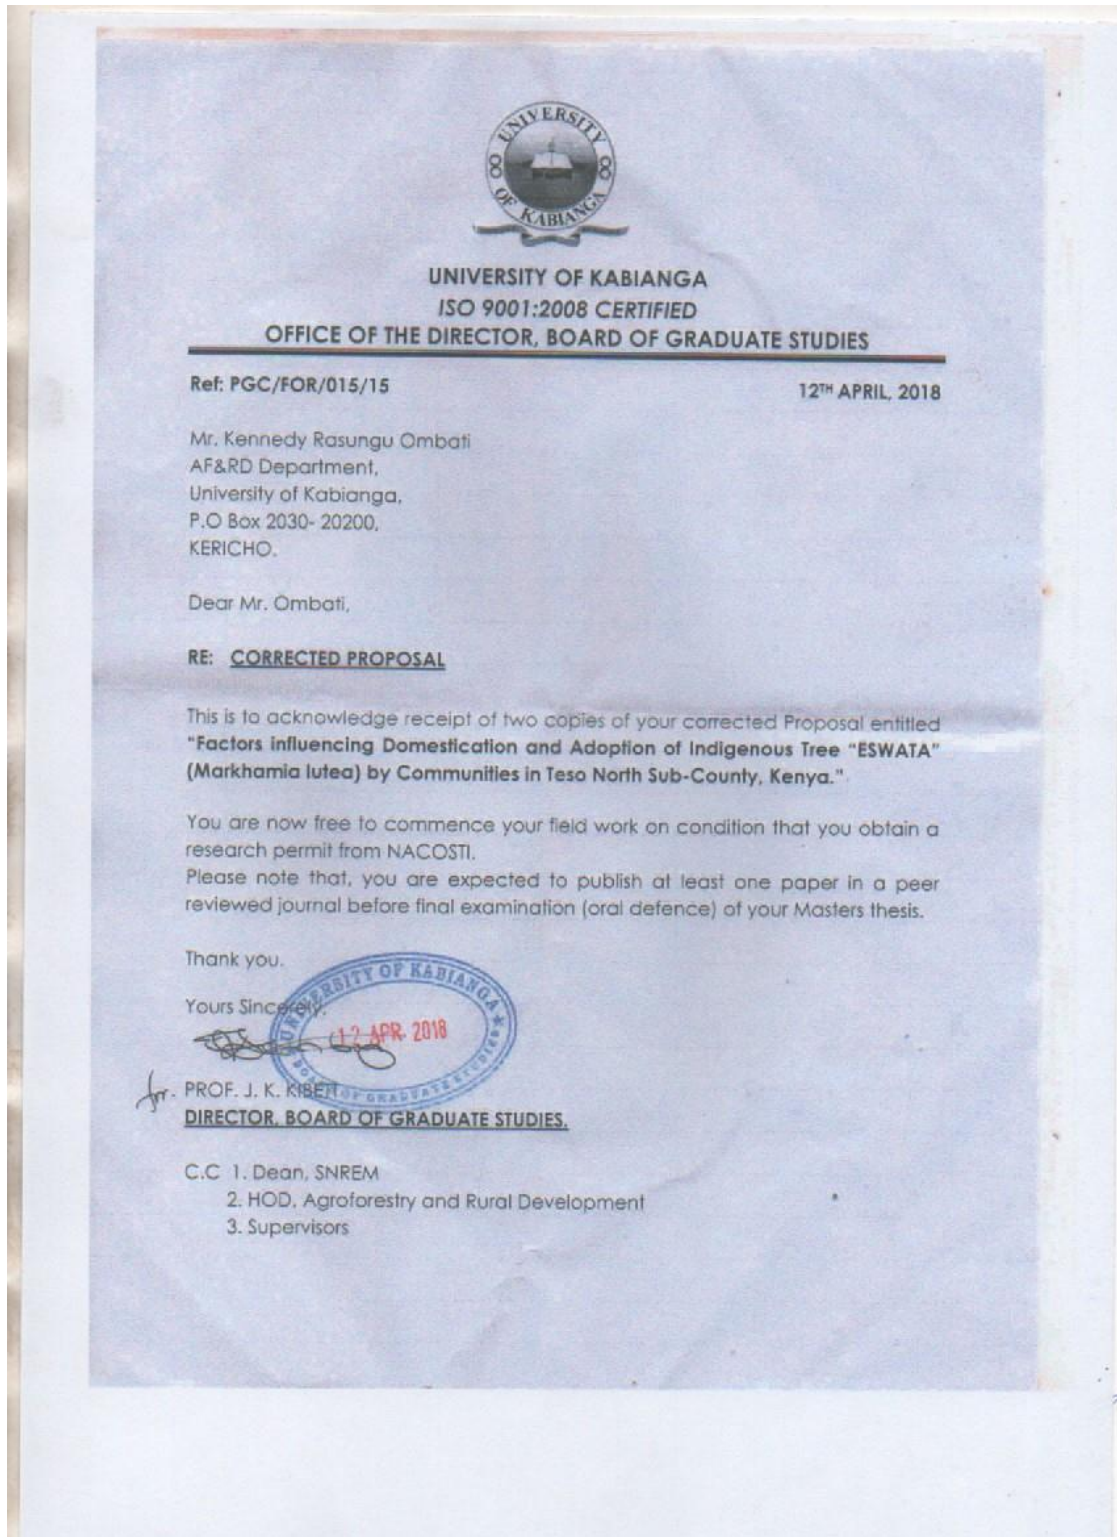 UNIVERSITY
OF KABIANGA
UNIVERSITY OF KABIANGA
ISO 9001:2008 CERTIFIED
OFFICE OF THE DIRECTOR, BOARD OF GRADUATE STUDIES
Ref: PGC/FOR/015/15 12TH APRIL, 2018
Mr. Kennedy Rasungu Ombati
AF&RD Department,
University of Kabianga,
P.O Box 2030- 20200,
KERICHO.
Dear Mr. Ombati,
RE: CORRECTED PROPOSAL
This is to acknowledge receipt of two copies of your corrected Proposal entitled
"Factors influencing Domestication and Adoption of Indigenous Tree "ESWATA"
(Markhamia lutea) by Communities in Teso North Sub-County, Kenya."
You are now free to commence your field work on condition that you obtain a
research permit from NACOSTI.
Please note that, you are expected to publish at least one paper in a peer
reviewed journal before final examination (oral defence) of your Masters thesis.
Thank you.
Yours Sincerely,
UNIVERSITY OF KABIANGA
12 APR 2018
BOARD OF GRADUATE STUDIES
for. PROF. J. K. KIBET
DIRECTOR, BOARD OF GRADUATE STUDIES.
C.C 1. Dean, SNREM
2. HOD, Agroforestry and Rural Development
3. Supervisors